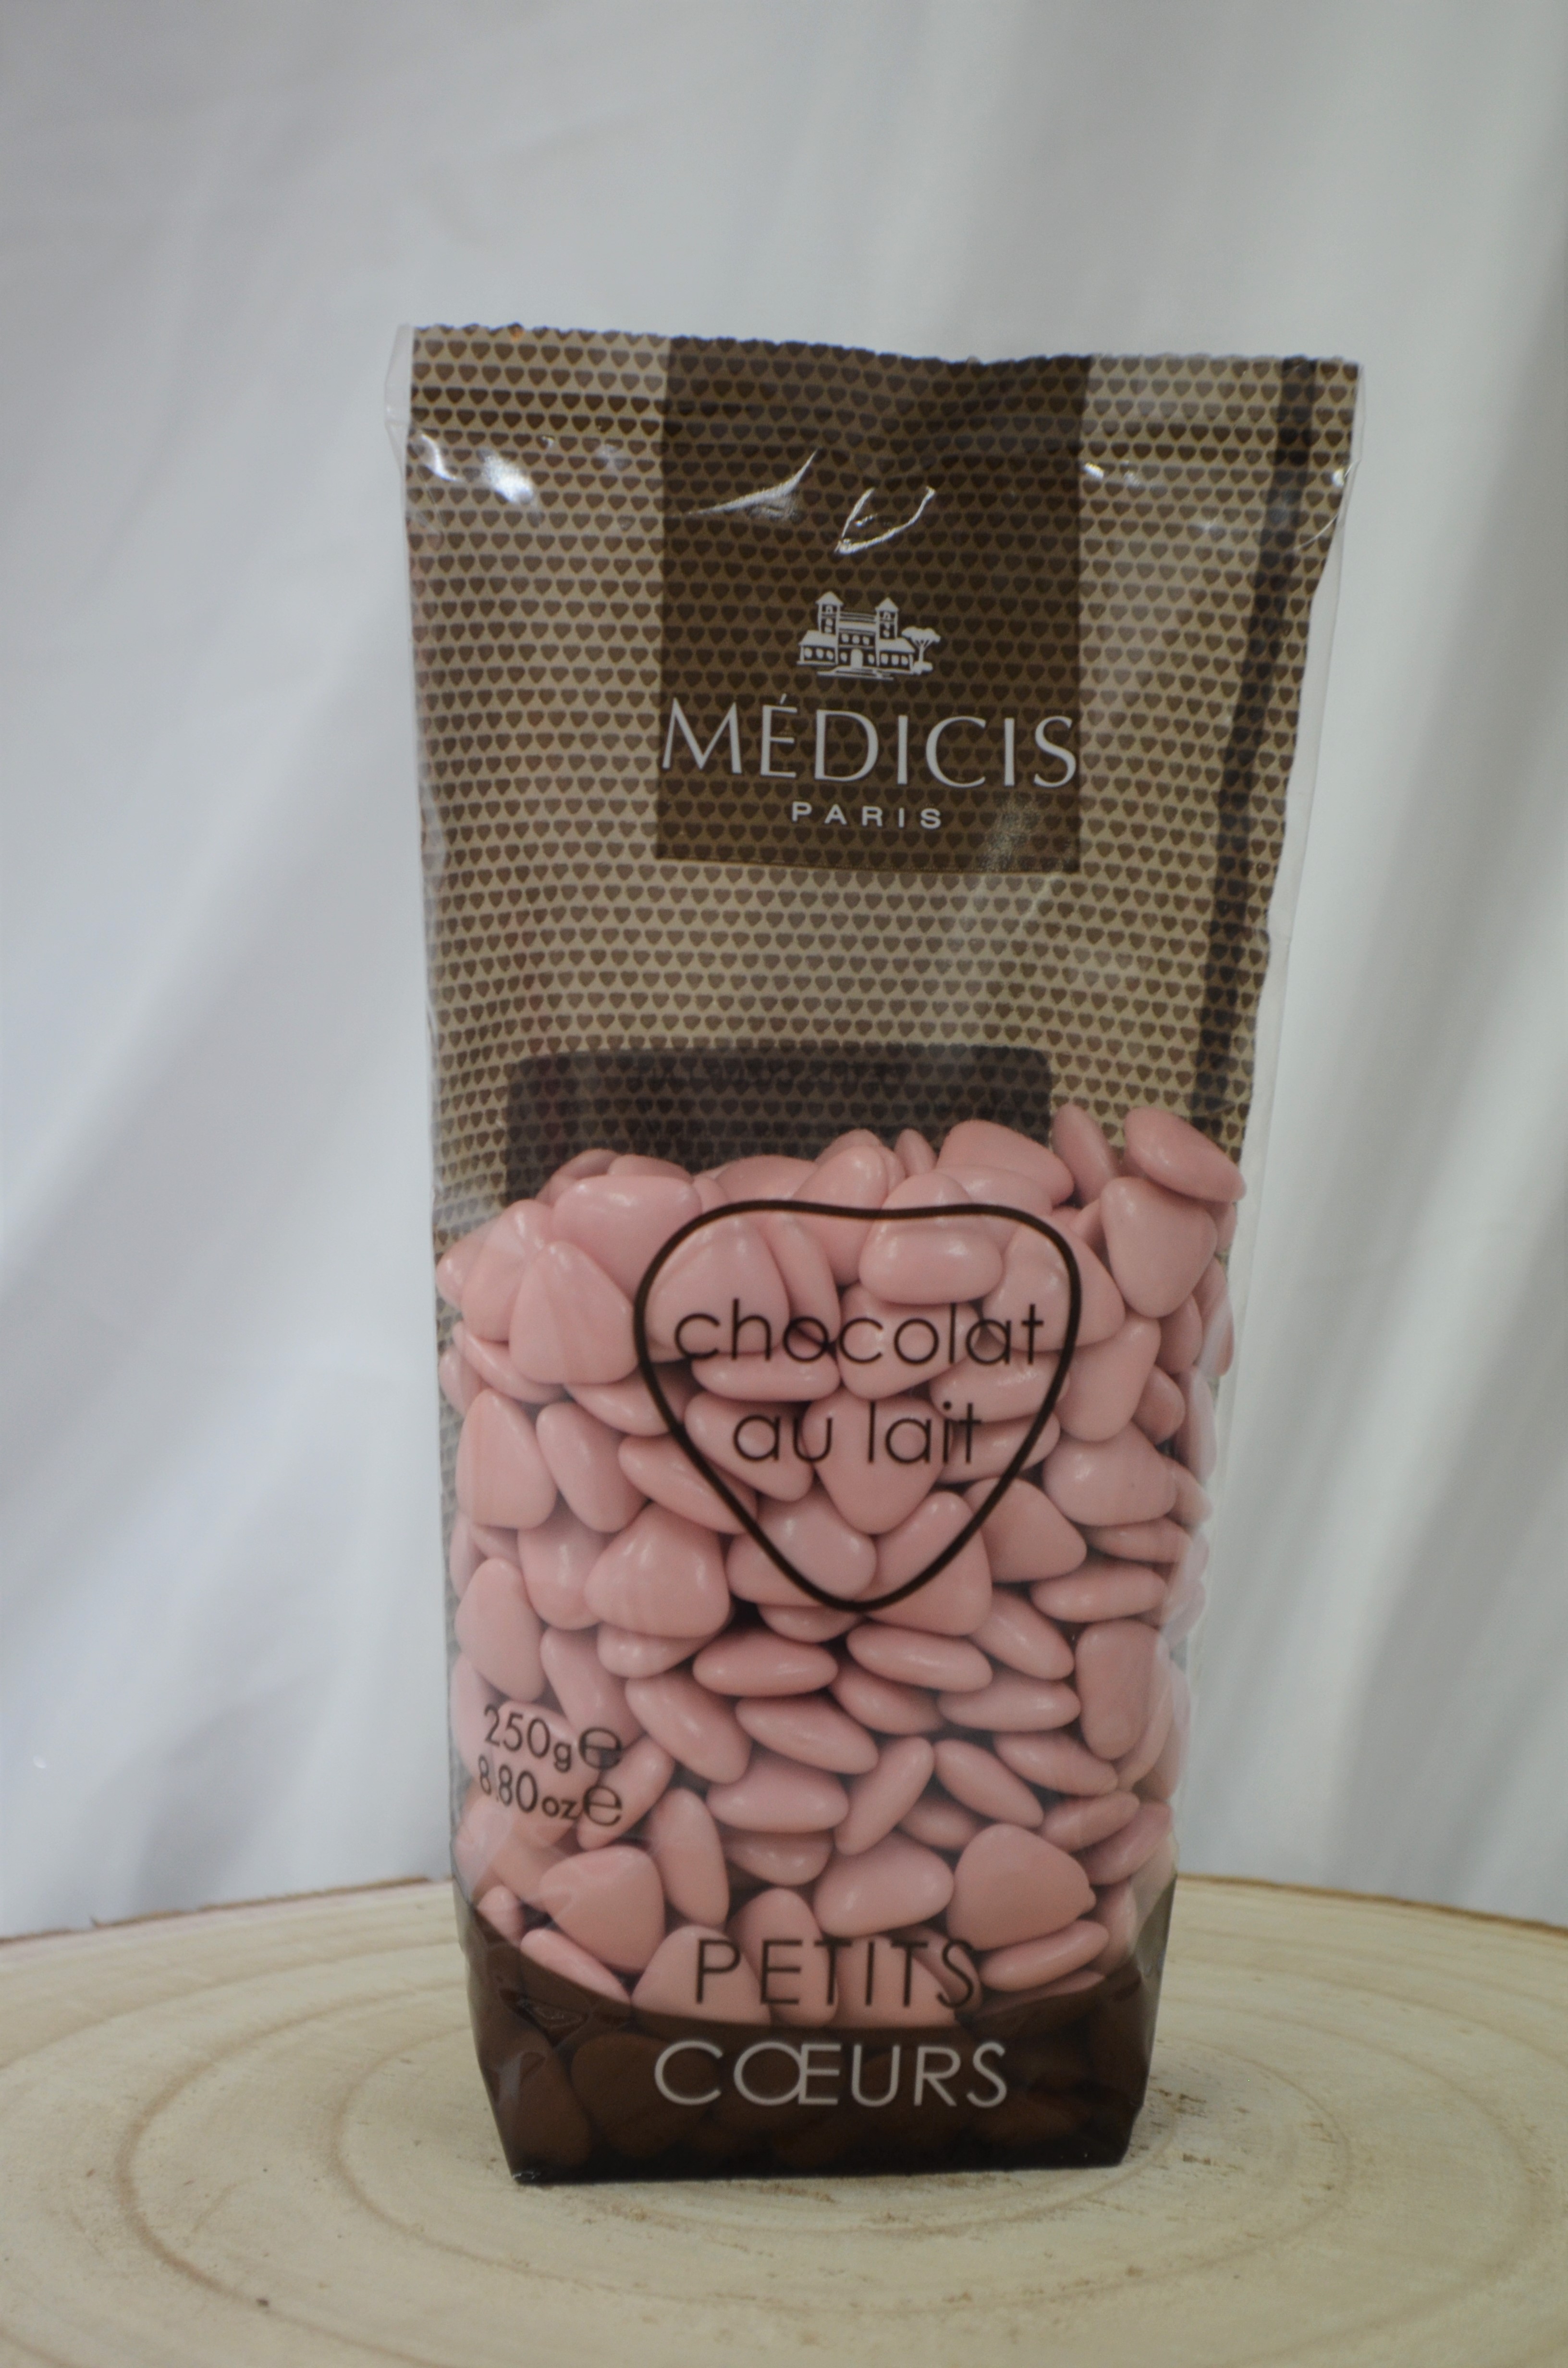 MÉDICIS
PARIS
chocolat
au lait
250g℮
8.80oz℮
PETITS
CŒURS